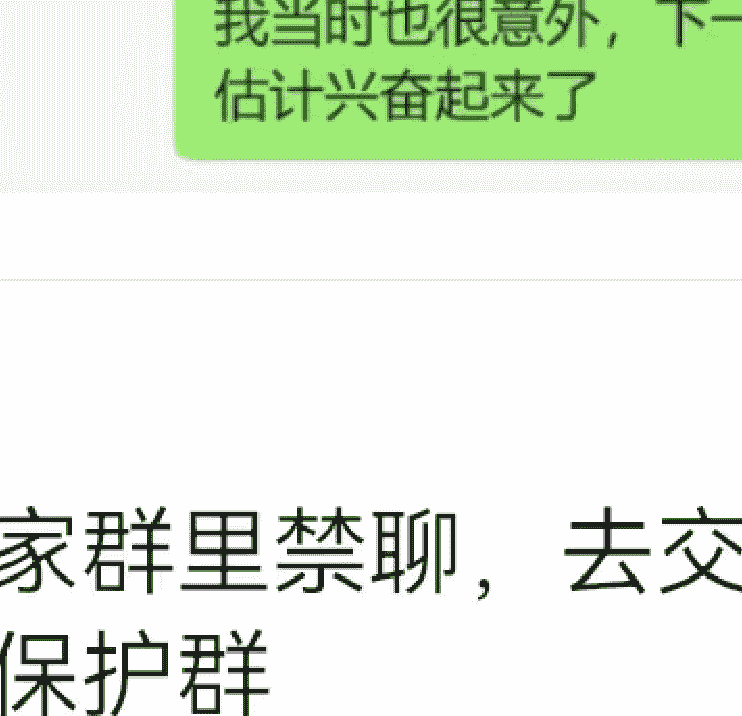 我当时也很意外，下一
估计兴奋起来了
家群里禁聊，去交
保护群